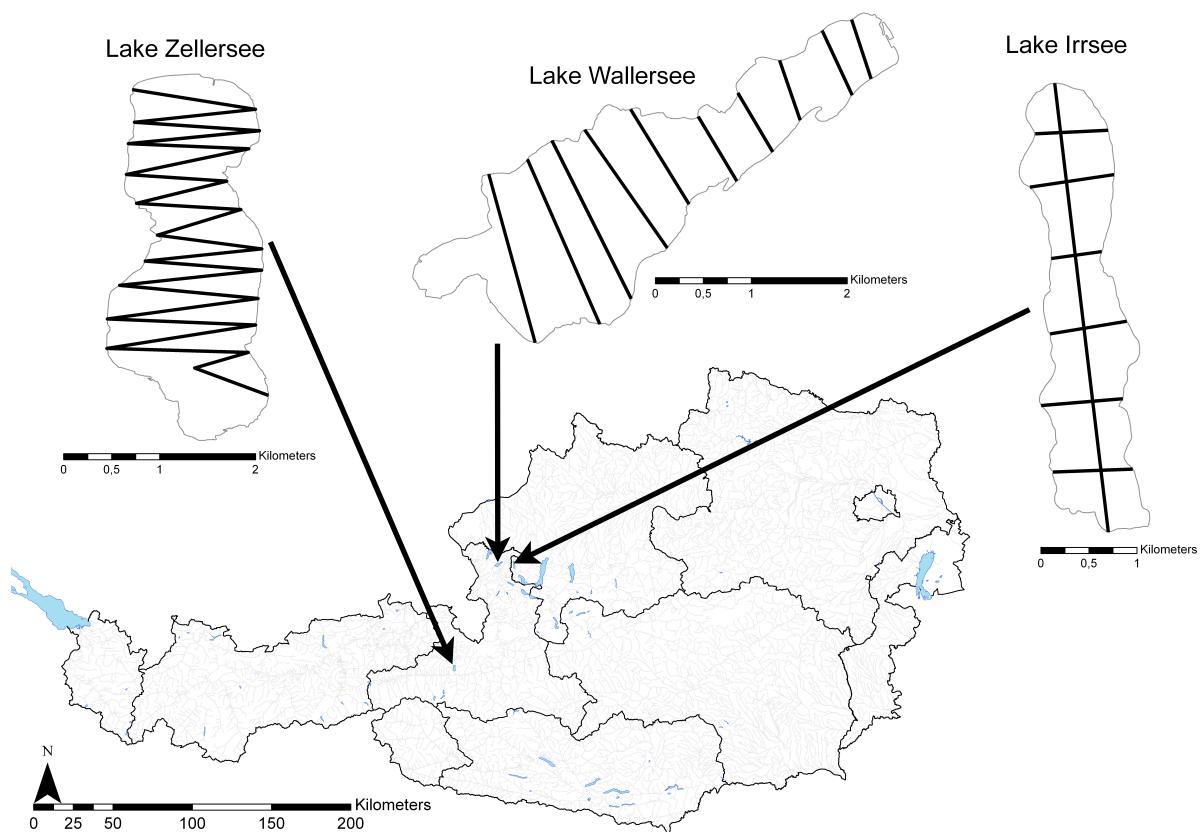 Lake Zellersee
Lake Wallersee
Lake Irrsee
Kilometers
0 0,5 1 2
Kilometers
0 0,5 1 2
Kilometers
0 0,5 1
N
Kilometers
0 25 50 100 150 200